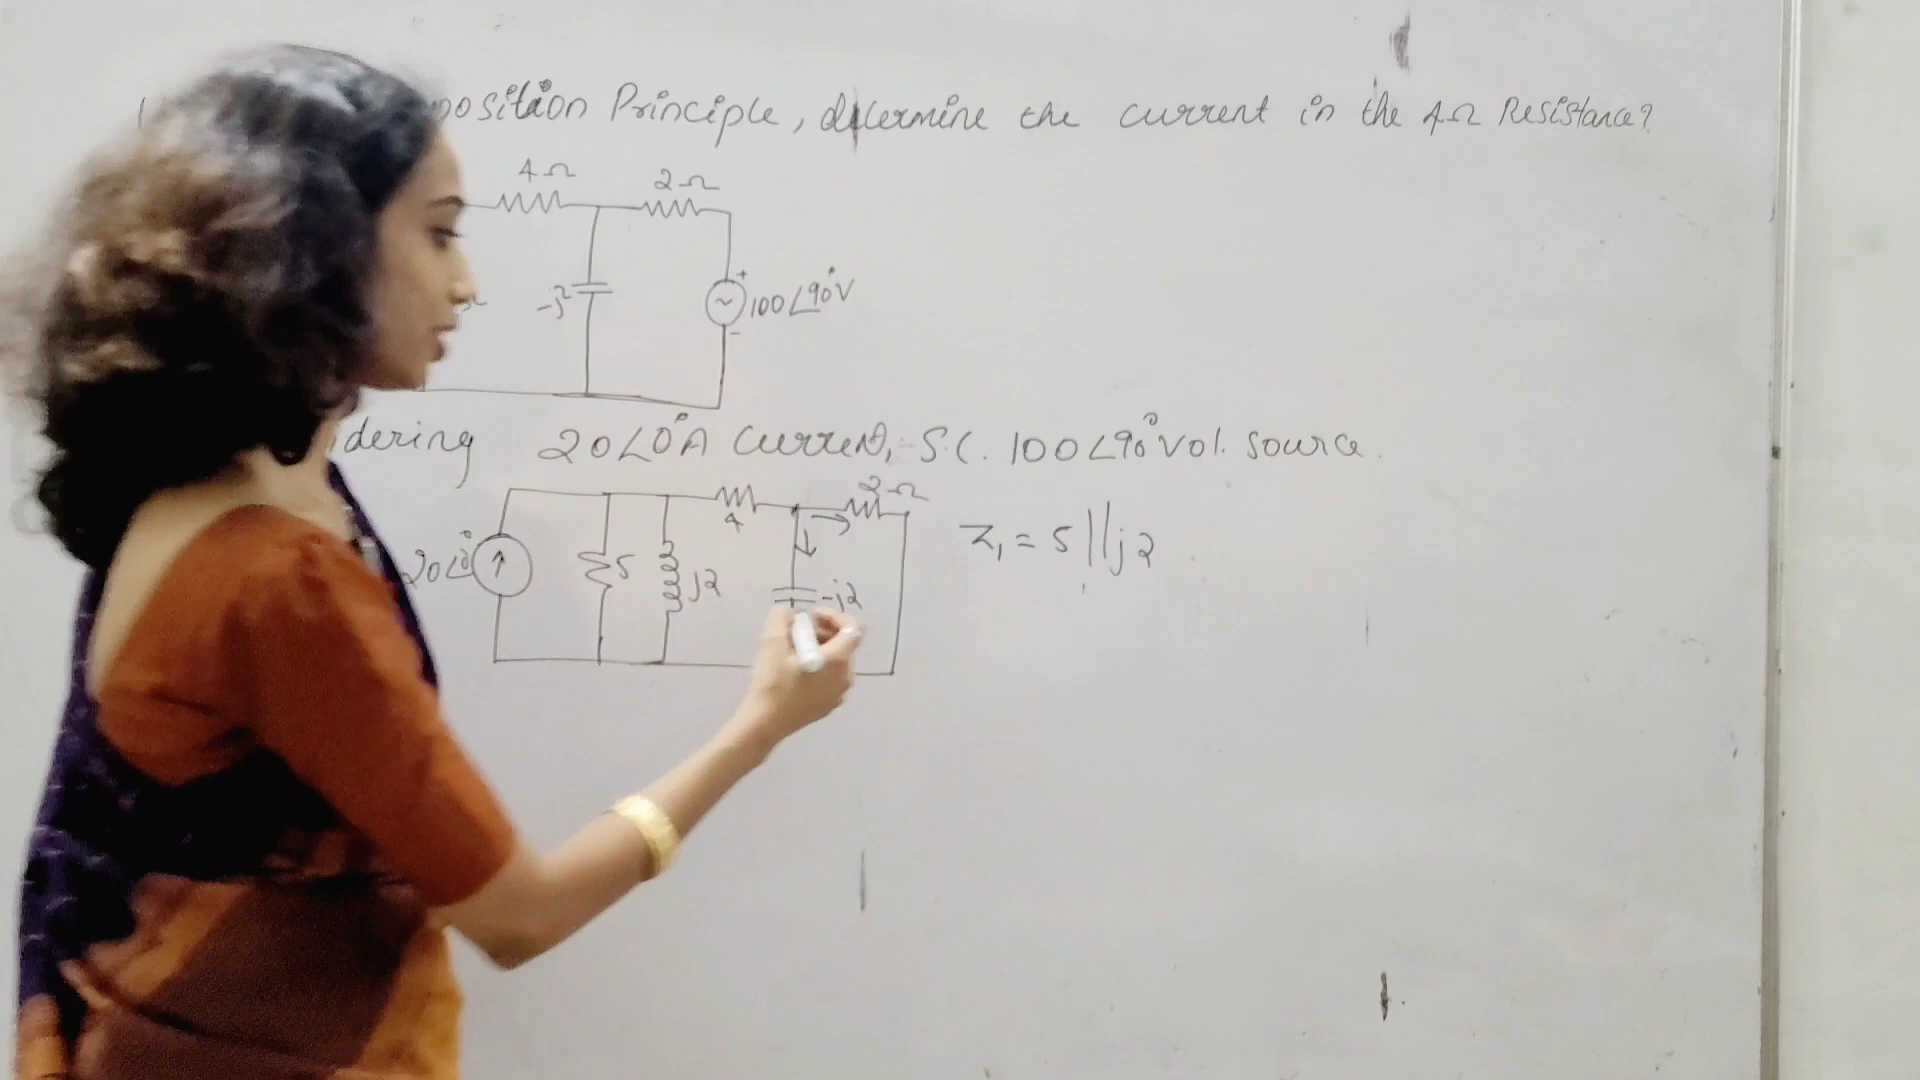 Principle, determine the current in the 4Ω Resistance?
4Ω
2Ω
-j2
+
100∠90°V
-
20∠0°A Current, S.C. 100∠90° vol. source.
2Ω
4
20∠0°
5
j2
-j2
Z₁ = 5||j2